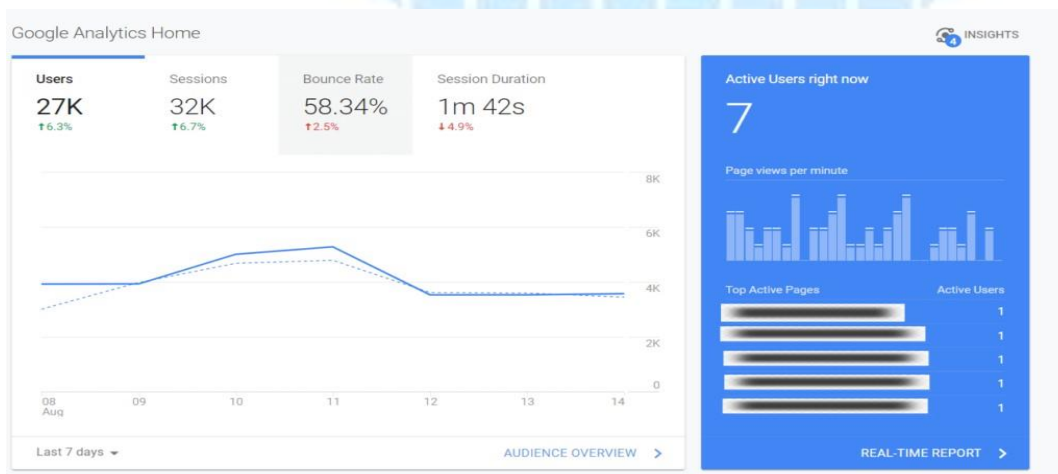 Google Analytics Home
4 INSIGHTS
Users
27K
↑6.3%
Sessions
32K
↑6.7%
Bounce Rate
58.34%
↑2.5%
Session Duration
1m 42s
↓4.9%
8K
6K
4K
2K
0
08 09 10 11 12 13 14
Aug
Last 7 days
AUDIENCE OVERVIEW
Active Users right now
7
Page views per minute
Top Active Pages Active Users
1
1
1
1
1
REAL-TIME REPORT